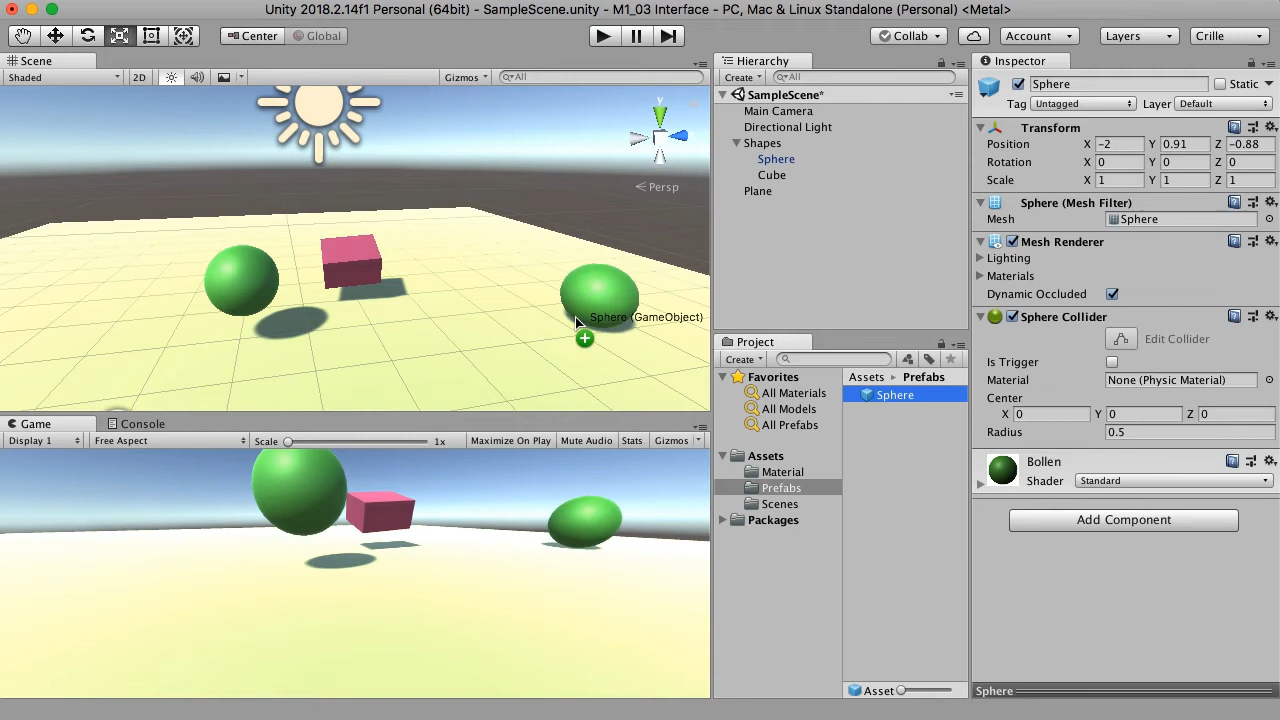 Unity 2018.2.14f1 Personal (64bit) - SampleScene.unity - M1_03 Interface - PC, Mac & Linux Standalone (Personal) <Metal>
Center Global Collab Account Layers Crille
Scene
Shaded 2D Gizmos All
y
Persp
Sphere (GameObject)
Game Console
Display 1 Free Aspect Scale 1x Maximize On Play Mute Audio Stats Gizmos
Hierarchy
Create All
SampleScene*
Main Camera
Directional Light
Shapes
Sphere
Cube
Plane
Project
Create
Favorites
All Materials
All Models
All Prefabs
Assets
Material
Prefabs
Scenes
Packages
Assets Prefabs
Sphere
Asset
Inspector
Sphere Static
Tag Untagged Layer Default
Transform
Position X -2 Y 0.91 Z -0.88
Rotation X 0 Y 0 Z 0
Scale X 1 Y 1 Z 1
Sphere (Mesh Filter)
Mesh Sphere
Mesh Renderer
Lighting
Materials
Dynamic Occluded
Sphere Collider
Edit Collider
Is Trigger
Material None (Physic Material)
Center
X 0 Y 0 Z 0
Radius 0.5
Bollen
Shader Standard
Add Component
Sphere